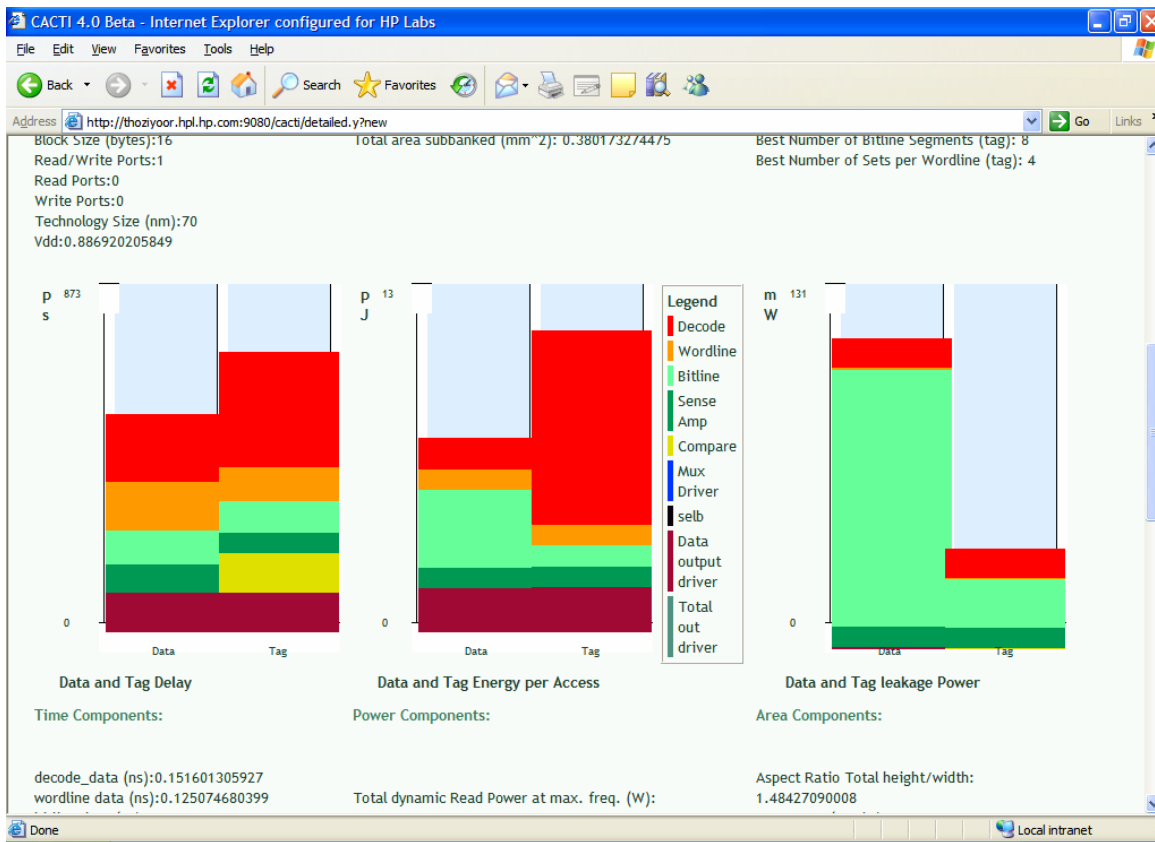 CACTI 4.0 Beta - Internet Explorer configured for HP Labs
File Edit View Favorites Tools Help
Back Search Favorites
Address http://thoziyoor.hpl.hp.com:9080/cacti/detailed.y?new Go Links
Block Size (bytes):16
Read/Write Ports:1
Read Ports:0
Write Ports:0
Technology Size (nm):70
Vdd:0.886920205849
Total area subbanked (mm^2): 0.380173274475
Best Number of Bitline Segments (tag): 8
Best Number of Sets per Wordline (tag): 4
p 873
s
0
Data Tag
Data and Tag Delay
p 13
J
0
Data Tag
Data and Tag Energy per Access
Legend
Decode
Wordline
Bitline
Sense
Amp
Compare
Mux
Driver
selb
Data
output
driver
Total
out
driver
m 131
W
0
Data Tag
Data and Tag leakage Power
Time Components:
decode_data (ns):0.151601305927
wordline data (ns):0.125074680399
Power Components:
Total dynamic Read Power at max. freq. (W):
Area Components:
Aspect Ratio Total height/width:
1.48427090008
Done Local intranet